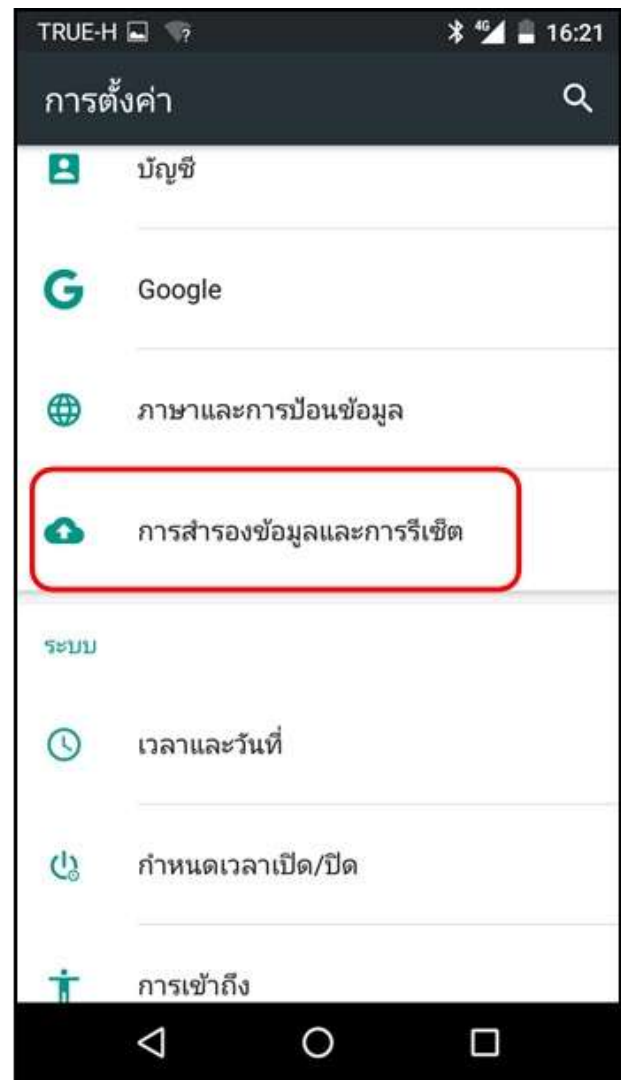 TRUE-H 4G 16:21
การตั้งค่า
บัญชี
Google
ภาษาและการป้อนข้อมูล
การสำรองข้อมูลและการรีเซ็ต
ระบบ
เวลาและวันที่
กำหนดเวลาเปิด/ปิด
การเข้าถึง